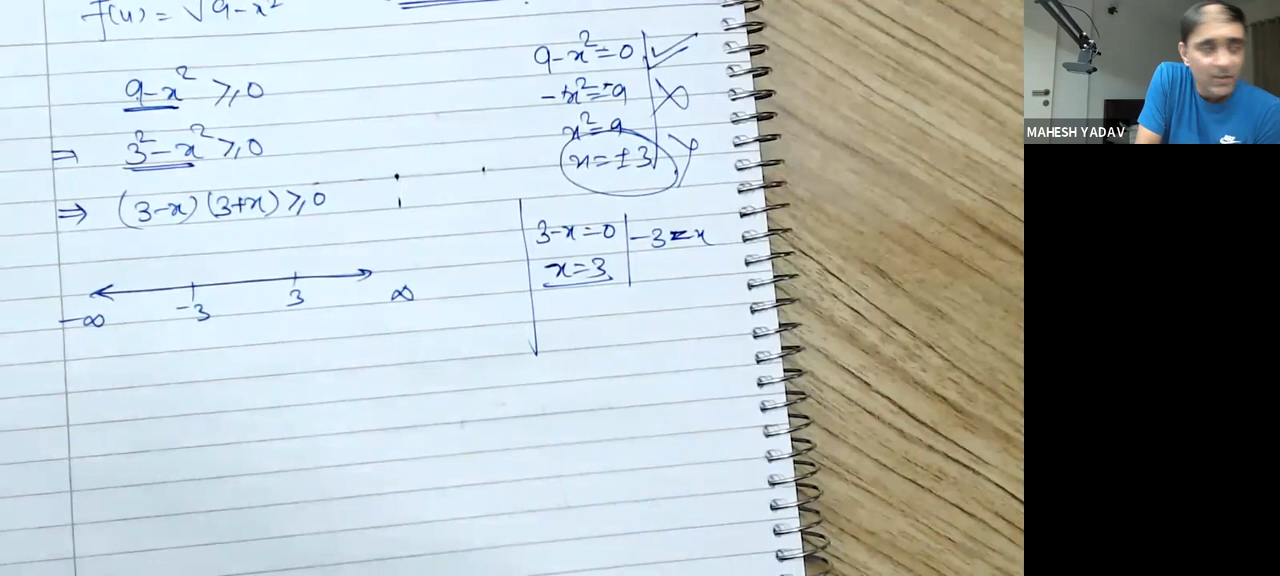 f(x) = √9-x²
9-x² ≥ 0
⇒ 3²-x² ≥ 0
⇒ (3-x)(3+x) ≥ 0
-∞ -3 3 ∞
9-x²=0
-x²=-9
x²=9
x=±3
3-x=0
x=3
-3=x
MAHESH YADAV